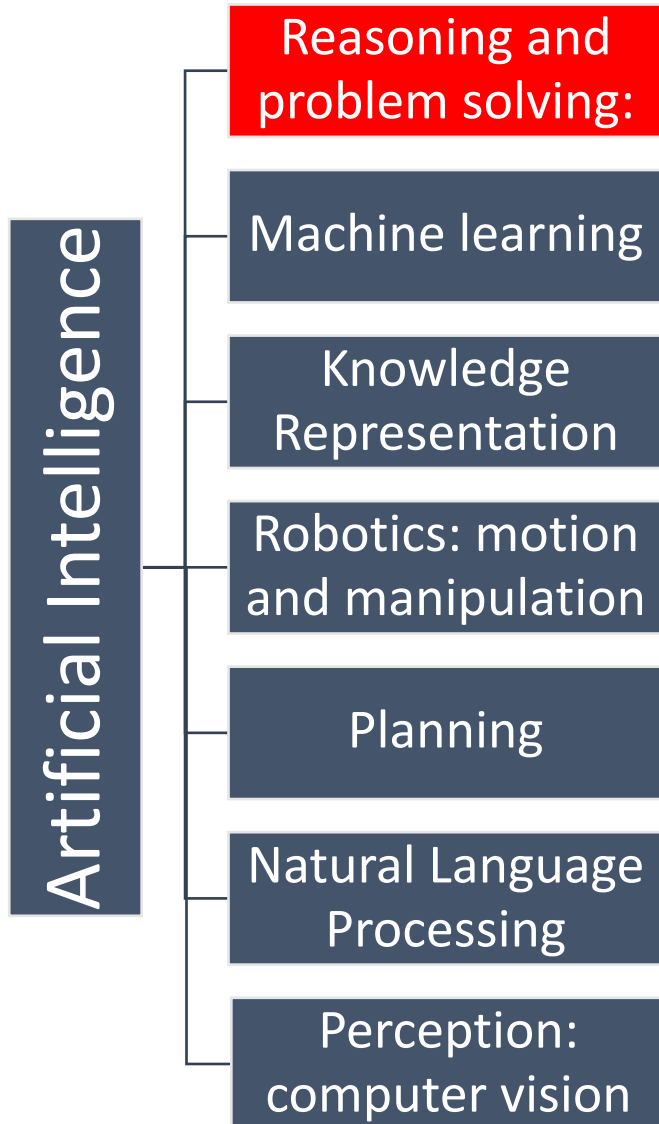 Artificial Intelligence
Reasoning and
problem solving:
Machine learning
Knowledge
Representation
Robotics: motion
and manipulation
Planning
Natural Language
Processing
Perception:
computer vision